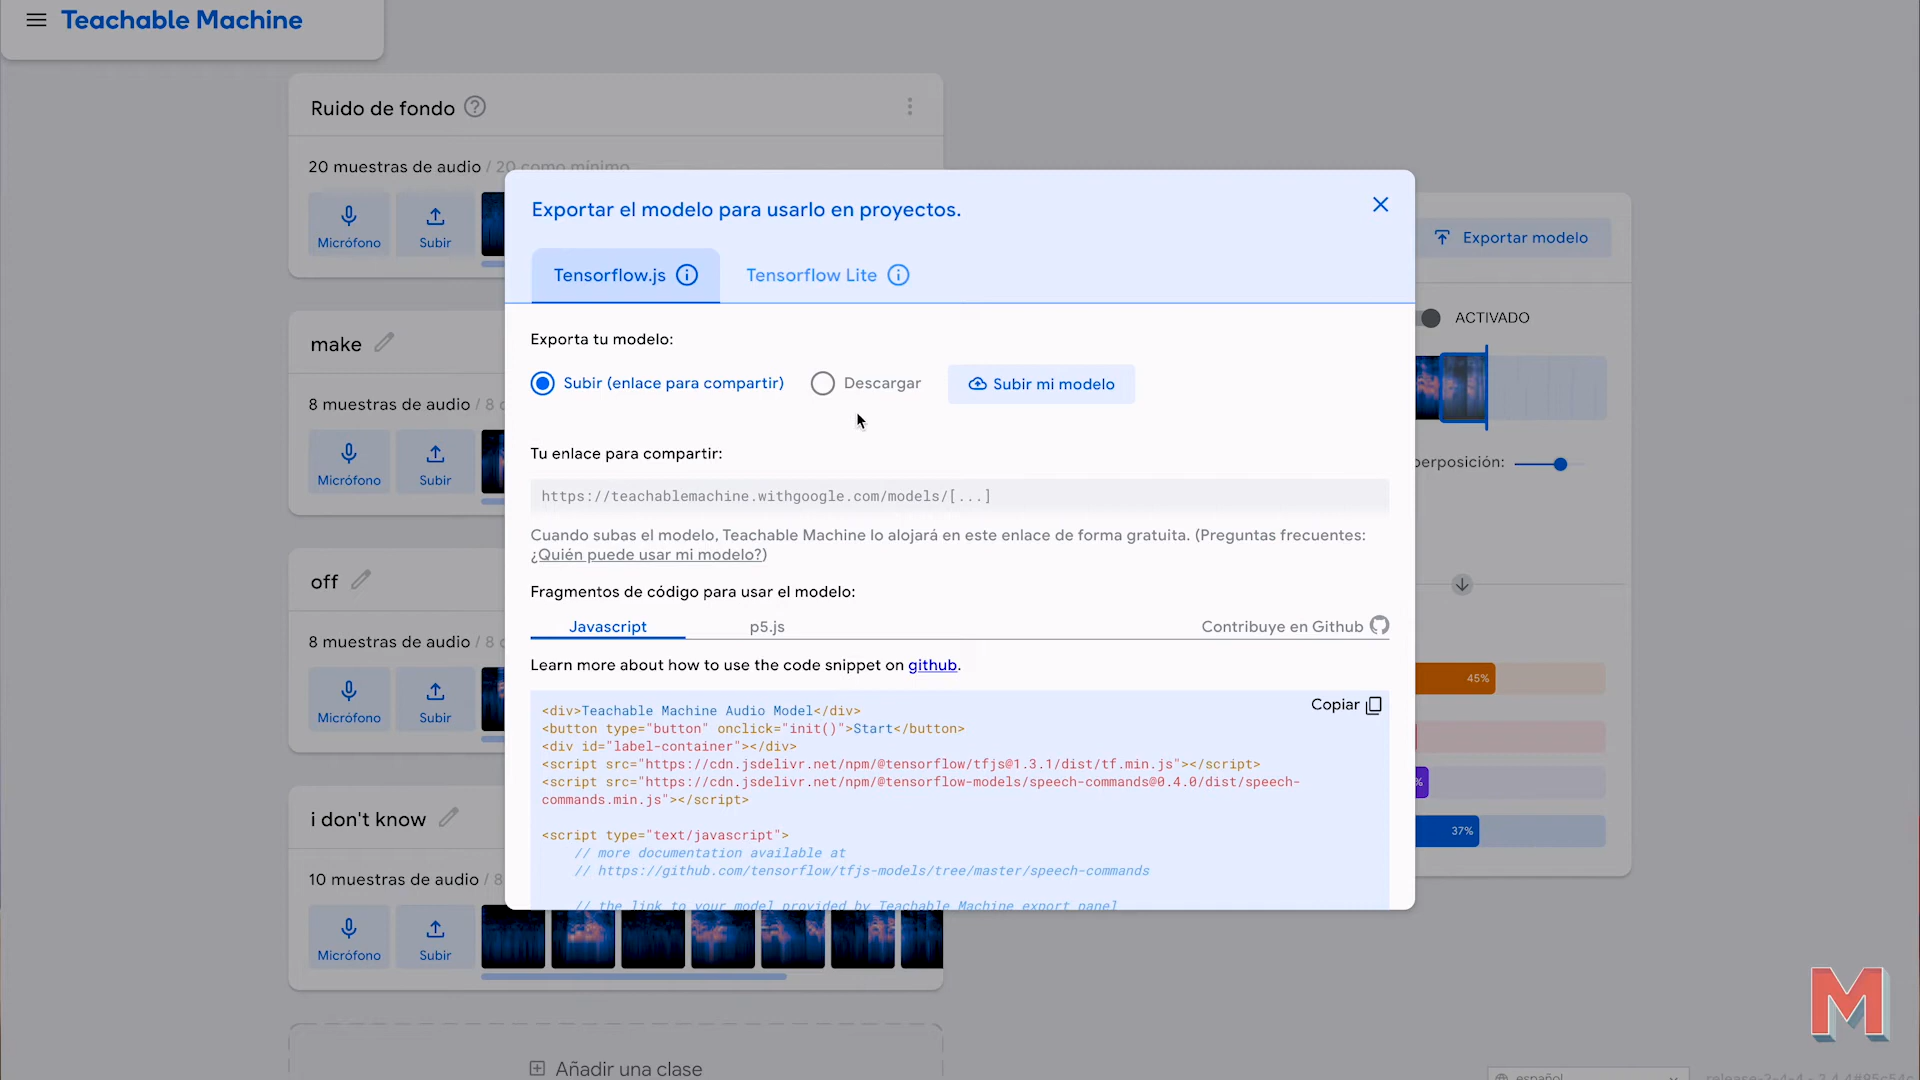 Teachable Machine
Ruido de fondo
20 muestras de audio / 20 como mínimo
Micrófono
Subir
make
8 muestras de audio / 8
Micrófono
Subir
off
8 muestras de audio / 8
Micrófono
Subir
i don't know
10 muestras de audio / 8
Micrófono
Subir
Añadir una clase
Exportar el modelo para usarlo en proyectos.
Tensorflow.js
Tensorflow Lite
Exporta tu modelo:
Subir (enlace para compartir)
Descargar
Subir mi modelo
Tu enlace para compartir:
https://teachablemachine.withgoogle.com/models/[...]
Cuando subas el modelo, Teachable Machine lo alojará en este enlace de forma gratuita. (Preguntas frecuentes:
¿Quién puede usar mi modelo?)
Fragmentos de código para usar el modelo:
Javascript
p5.js
Contribuye en Github
Learn more about how to use the code snippet on github.
Copiar
<div>Teachable Machine Audio Model</div>
<button type="button" onclick="init()">Start</button>
<div id="label-container"></div>
<script src="https://cdn.jsdelivr.net/npm/@tensorflow/tfjs@1.3.1/dist/tf.min.js"></script>
<script src="https://cdn.jsdelivr.net/npm/@tensorflow-models/speech-commands@0.4.0/dist/speech-
commands.min.js"></script>
<script type="text/javascript">
// more documentation available at
// https://github.com/tensorflow/tfjs-models/tree/master/speech-commands
// the link to your model provided by Teachable Machine export panel
Exportar modelo
ACTIVADO
perposición:
45%
%
37%
M
español